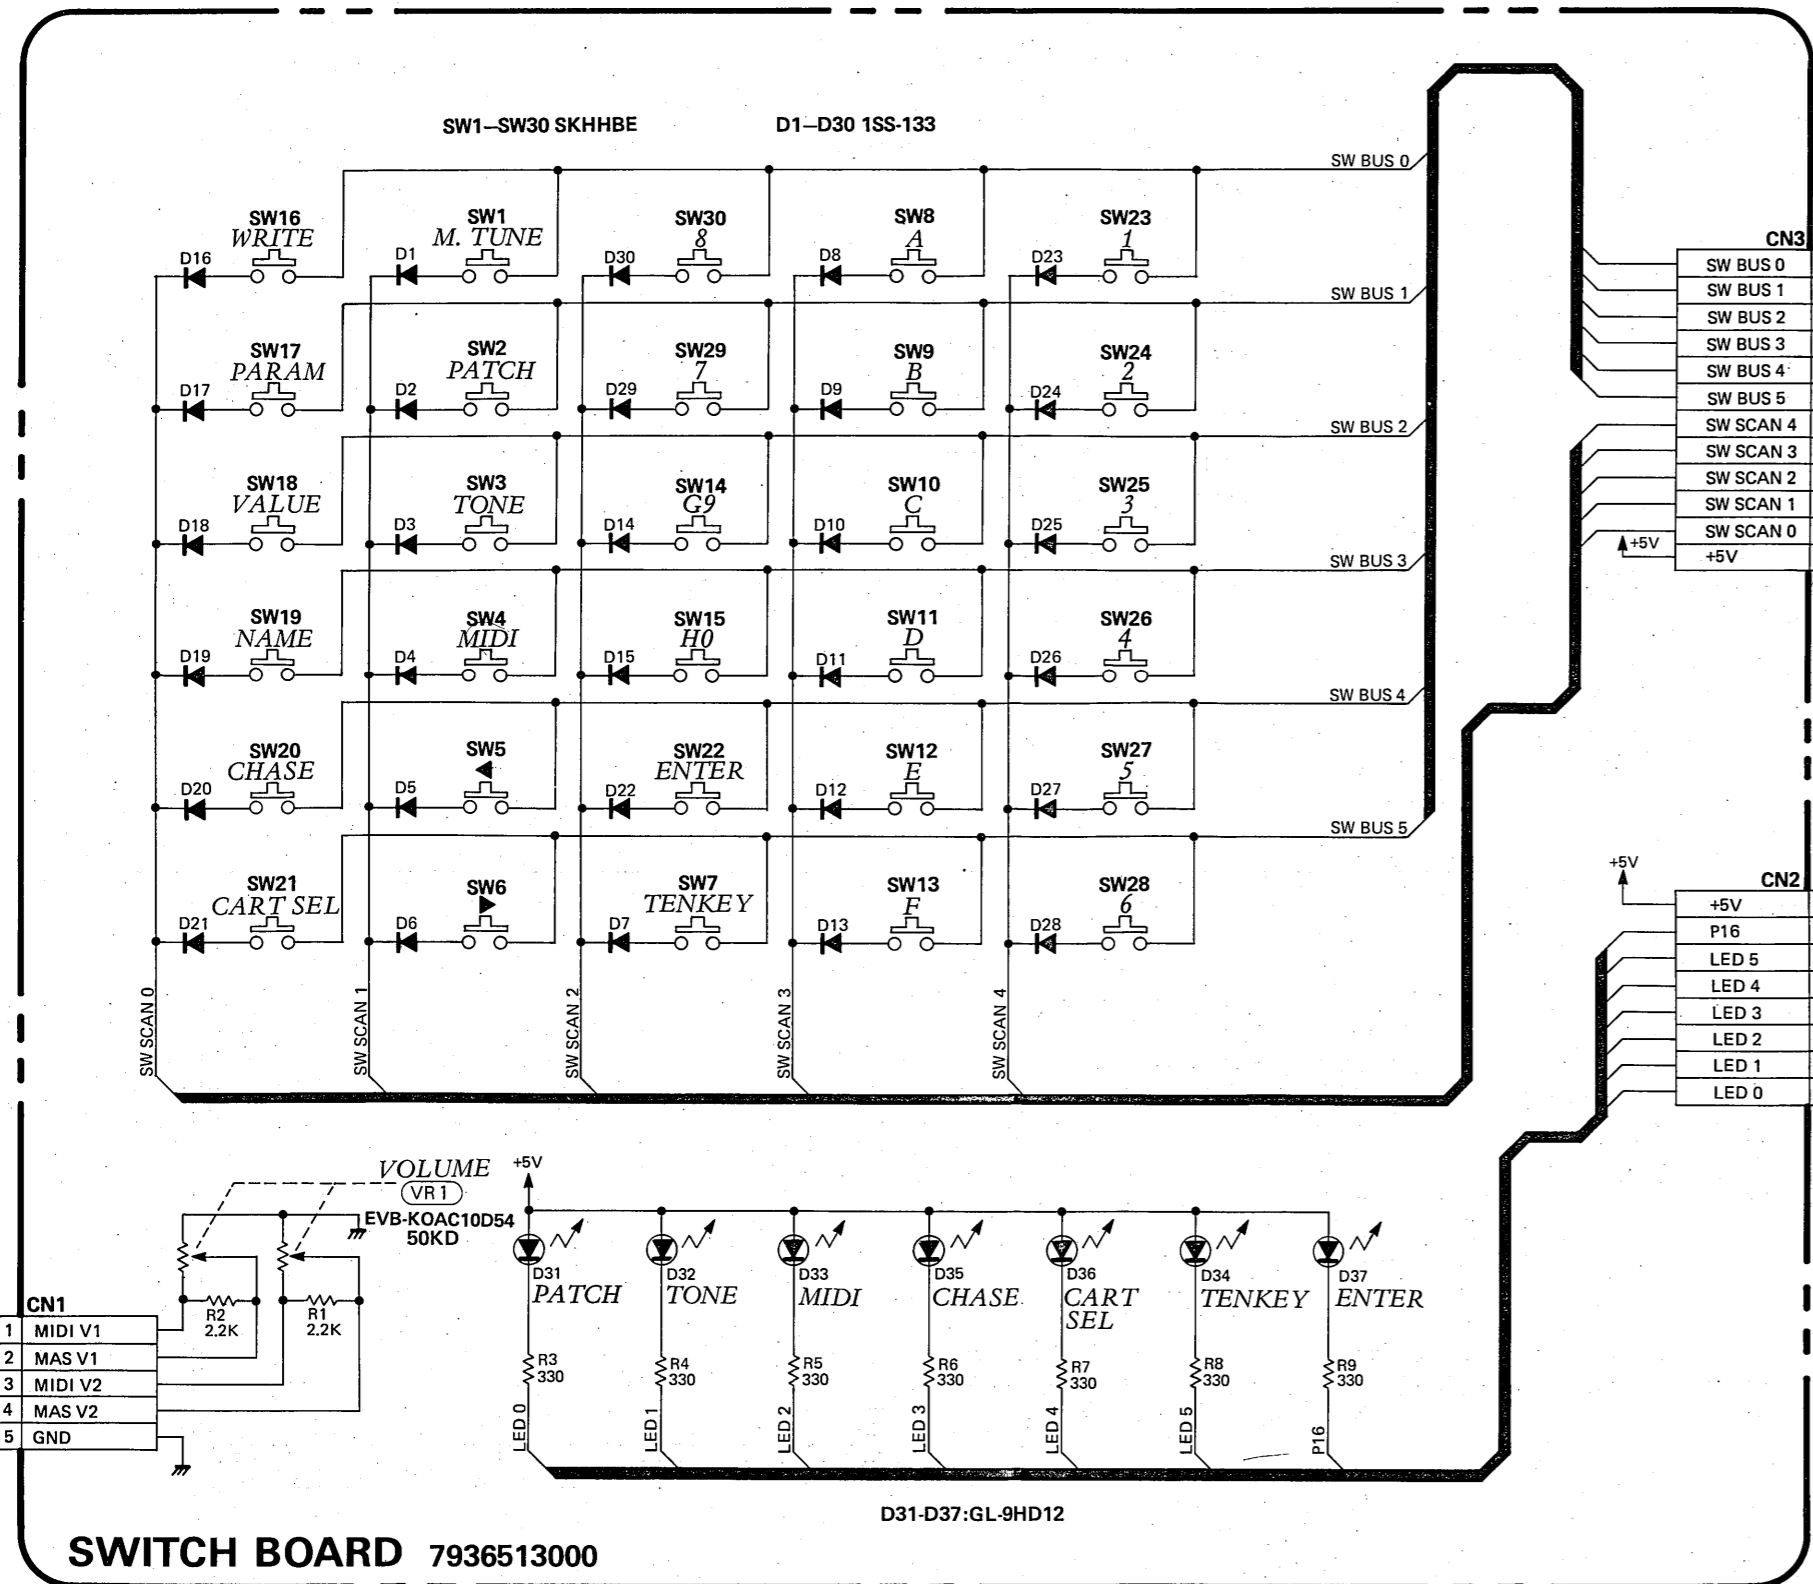 SW1–SW30 SKHHBE D1–D30 1SS-133
SW BUS 0
SW16 SW1 SW30 SW8 SW23
WRITE M. TUNE 8 A 1
D16 D1 D30 D8 D23
SW BUS 1
SW17 SW2 SW29 SW9 SW24
PARAM PATCH 7 B 2
D17 D2 D29 D9 D24
SW BUS 2
SW18 SW3 SW14 SW10 SW25
VALUE TONE G9 C 3
D18 D3 D14 D10 D25
SW BUS 3
SW19 SW4 SW15 SW11 SW26
NAME MIDI H0 D 4
D19 D4 D15 D11 D26
SW BUS 4
SW20 SW5 SW22 SW12 SW27
CHASE ◀ ENTER E 5
D20 D5 D22 D12 D27
SW BUS 5
SW21 SW6 SW7 SW13 SW28
CART SEL ▶ TENKEY F 6
D21 D6 D7 D13 D28
SW SCAN 0
SW SCAN 1
SW SCAN 2
SW SCAN 3
SW SCAN 4
CN3
SW BUS 0
SW BUS 1
SW BUS 2
SW BUS 3
SW BUS 4
SW BUS 5
SW SCAN 4
SW SCAN 3
SW SCAN 2
SW SCAN 1
SW SCAN 0
+5V
+5V
+5V
CN2
+5V
P16
LED 5
LED 4
LED 3
LED 2
LED 1
LED 0
VOLUME
VR1
EVB-KOAC10D54
50KD
R2
2.2K
R1
2.2K
CN1
1 MIDI V1
2 MAS V1
3 MIDI V2
4 MAS V2
5 GND
+5V
D31 D32 D33 D35 D36 D34 D37
PATCH TONE MIDI CHASE CART TENKEY ENTER
SEL
R3 R4 R5 R6 R7 R8 R9
330 330 330 330 330 330 330
LED 0
LED 1
LED 2
LED 3
LED 4
LED 5
P16
D31-D37:GL-9HD12
SWITCH BOARD 7936513000